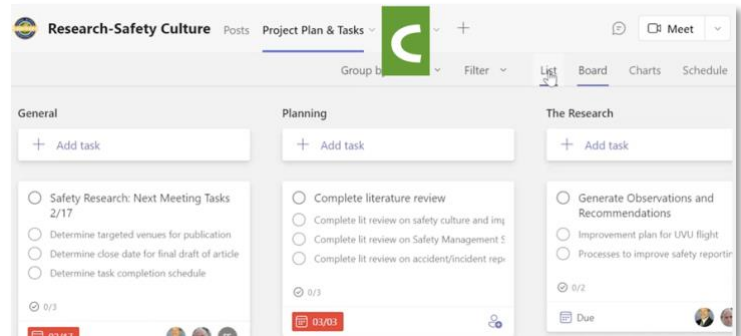 Research-Safety Culture Posts Project Plan & Tasks Meet
Group Filter List Board Charts Schedule
General Planning The Research
Add task Add task Add task
Safety Research: Next Meeting Tasks
2/17
Determine targeted venues for publication
Determine close date for final draft of article
Determine task completion schedule
0/3
Complete literature review
Complete lit review on safety culture and
Complete lit review on Safety Management
Complete lit review on accident/incident
0/3
03/03
Generate Observations and
Recommendations
Improvement plan for UVU flight
Processes to improve safety
0/2
Due